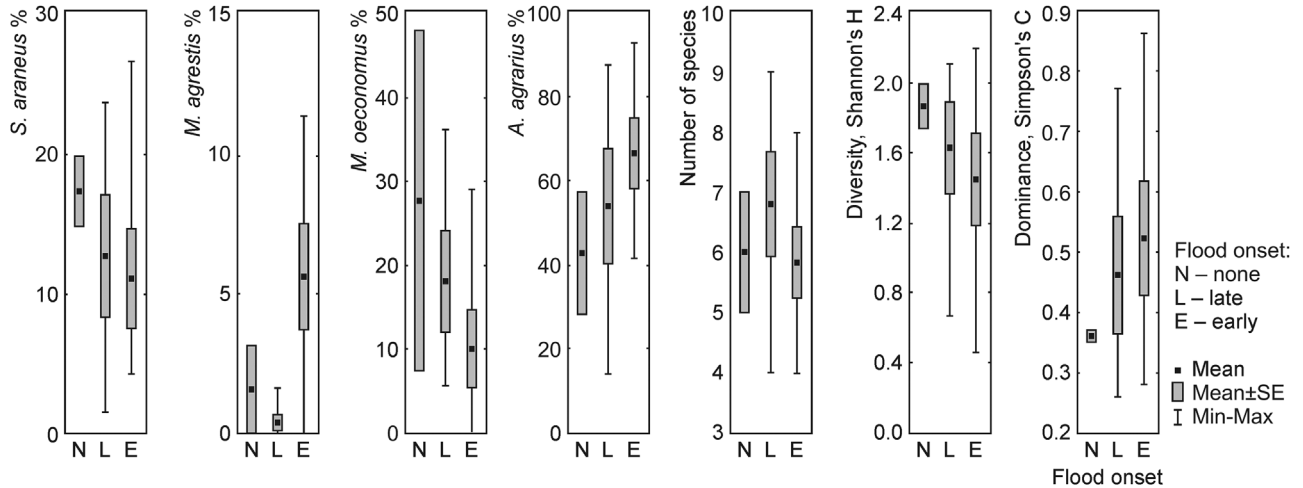 S. araneus %
30
20
10
0
N L E
M. agrestis %
15
10
5
0
N L E
M. oeconomus %
50
40
30
20
10
0
N L E
A. agrarius %
100
80
60
40
20
0
N L E
Number of species
10
9
8
7
6
5
4
3
N L E
Diversity, Shannon's H
2.4
2.0
1.6
1.2
0.8
0.4
0.0
N L E
Dominance, Simpson's C
0.9
0.8
0.7
0.6
0.5
0.4
0.3
0.2
N L E
Flood onset
Flood onset:
N – none
L – late
E – early
Mean
Mean±SE
Min-Max